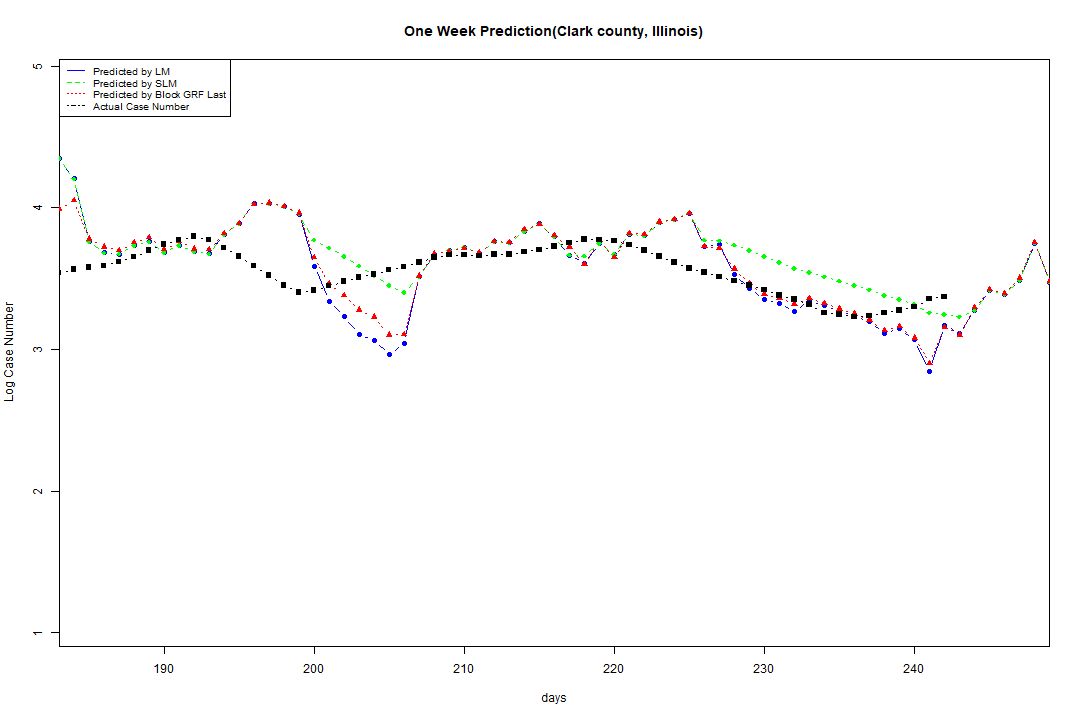 One Week Prediction(Clark county, Illinois)
Predicted by LM
Predicted by SLM
Predicted by Block GRF Last
Actual Case Number
5
4
3
2
1
Log Case Number
190 200 210 220 230 240
days